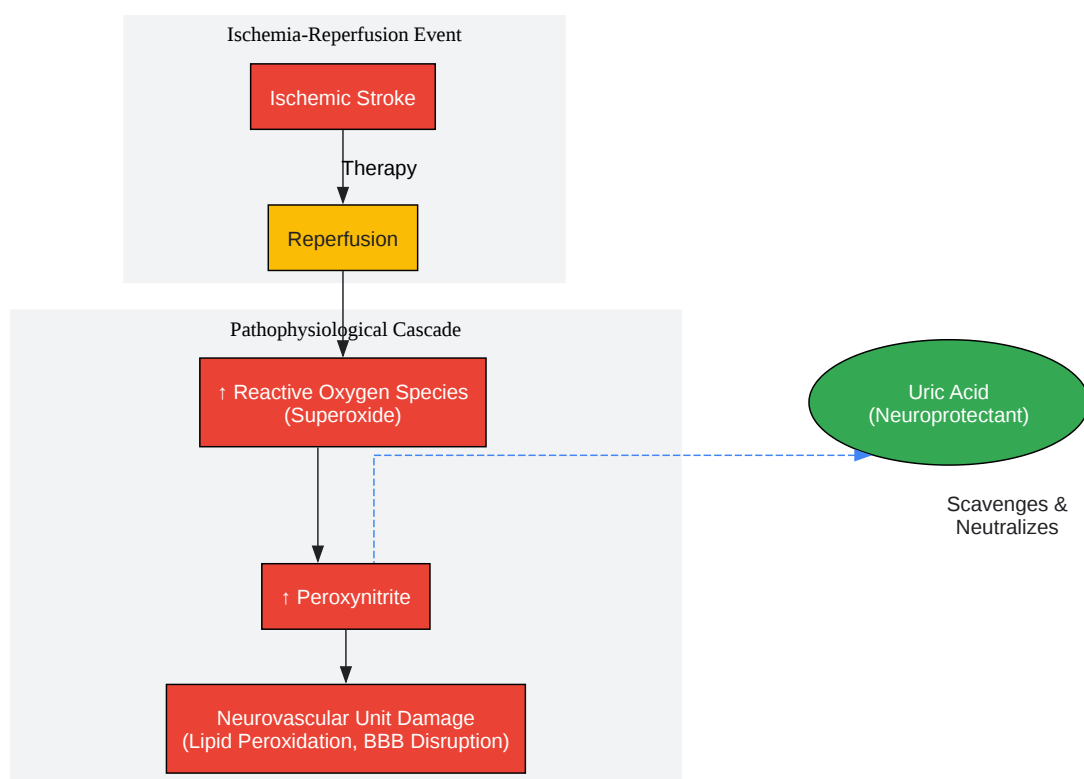 Ischemia-Reperfusion Event
Ischemic Stroke
Therapy
Reperfusion
Pathophysiological Cascade
↑ Reactive Oxygen Species
(Superoxide)
Uric Acid
(Neuroprotectant)
Scavenges &
Neutralizes
↑ Peroxynitrite
Neurovascular Unit Damage
(Lipid Peroxidation, BBB Disruption)